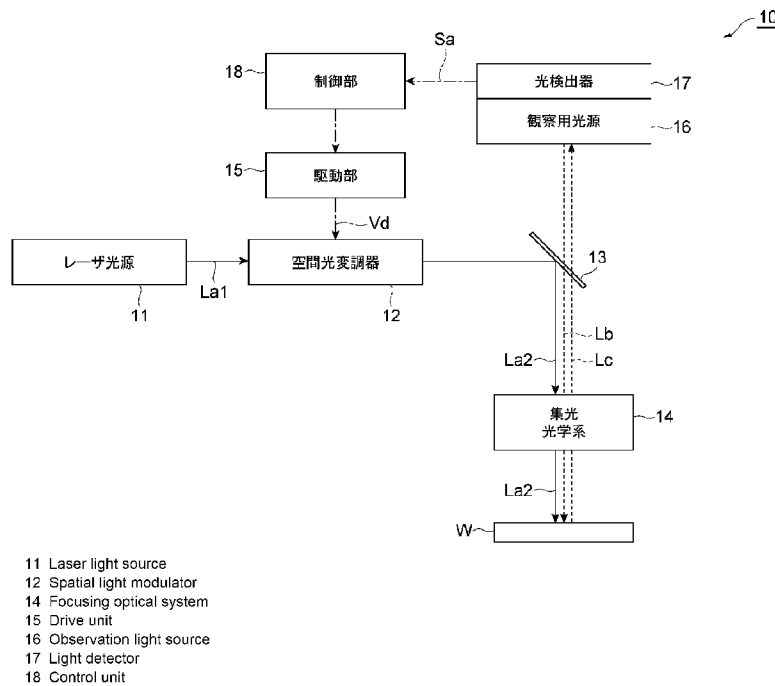 10
Sa
18
制御部
光検出器
17
観察用光源
16
15
駆動部
Vd
レーザ光源
空間光変調器
13
La1
11
12
Lb
La2
Lc
集光
光学系
14
La2
W
11 Laser light source
12 Spatial light modulator
14 Focusing optical system
15 Drive unit
16 Observation light source
17 Light detector
18 Control unit